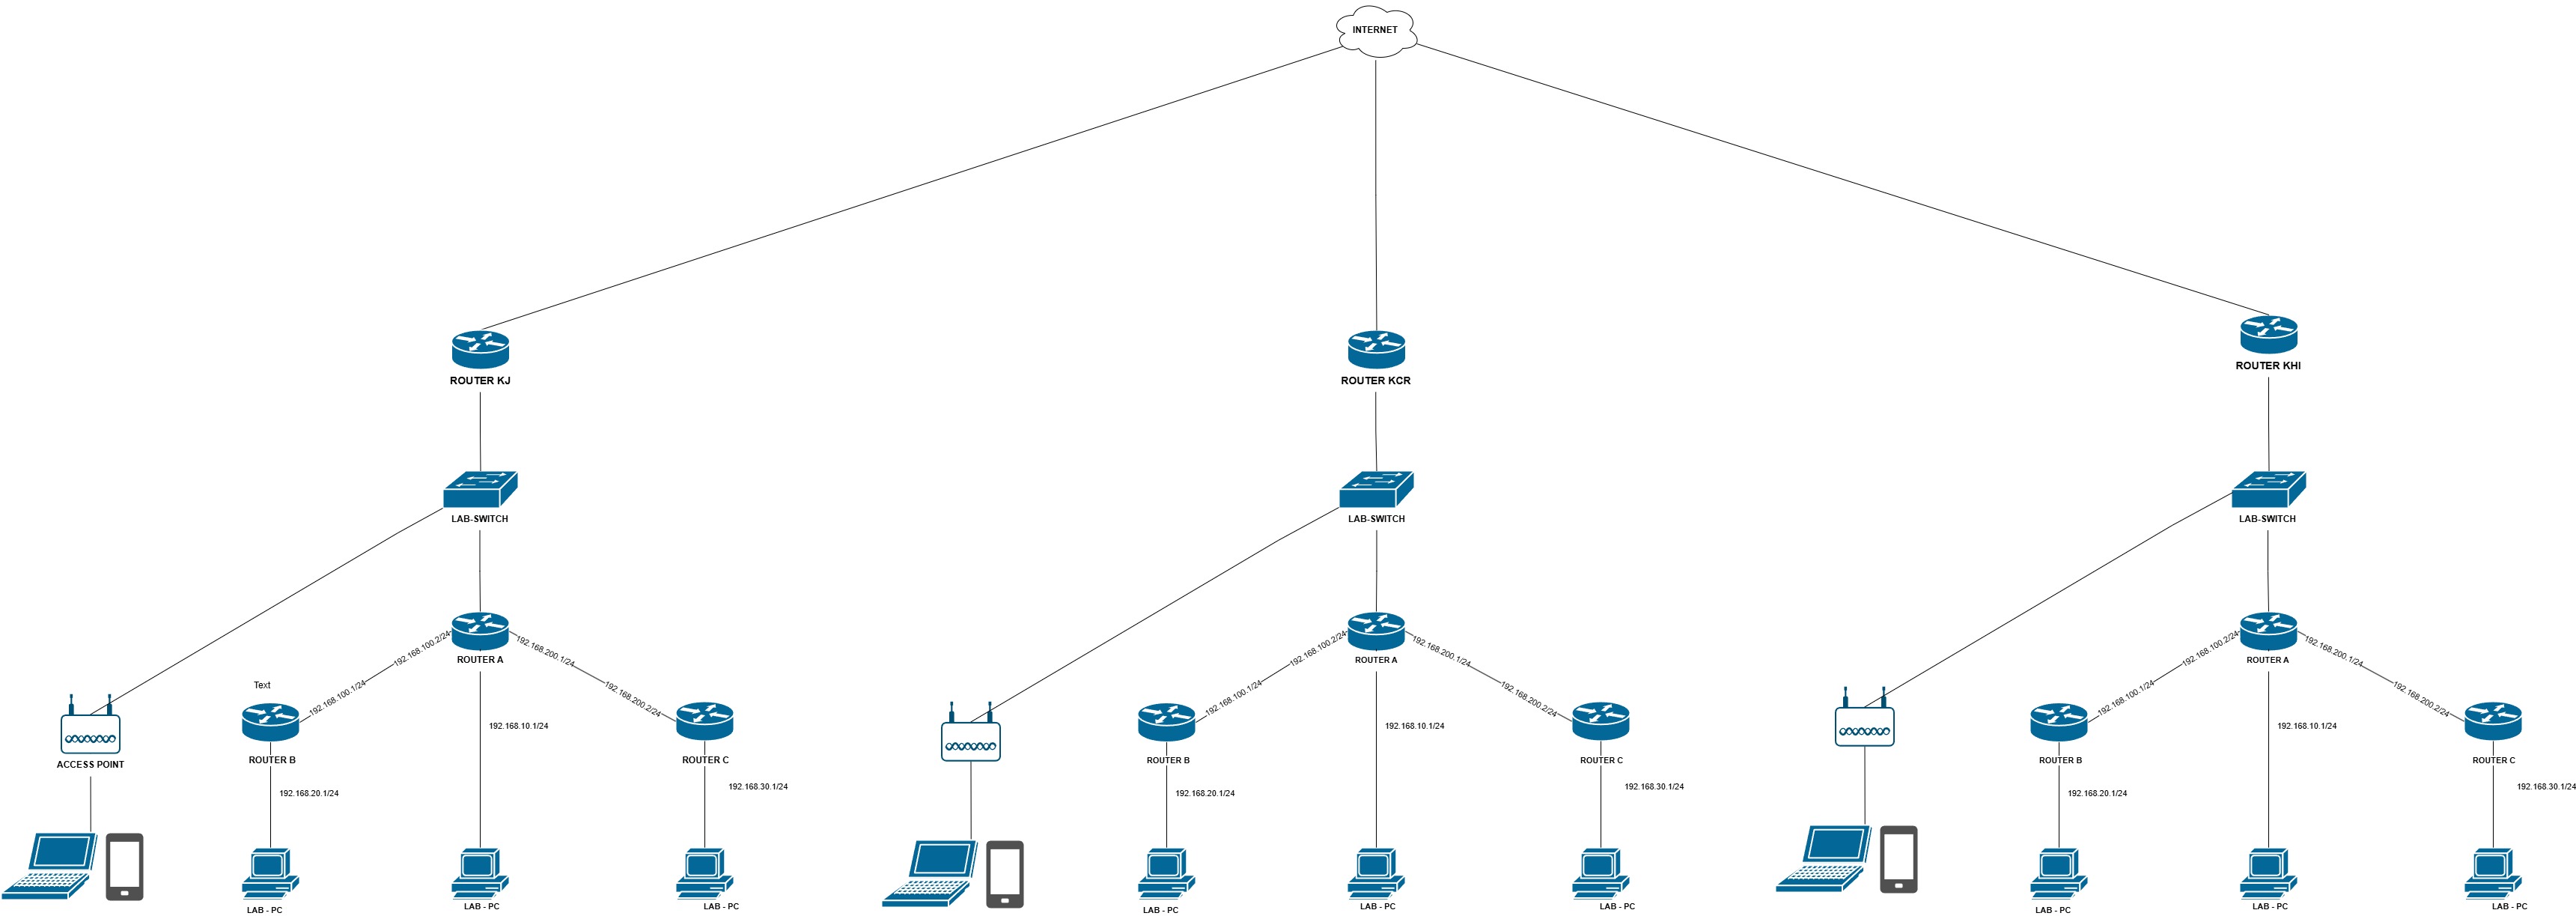 INTERNET
ROUTER KJ
ROUTER KCR
ROUTER KHI
LAB-SWITCH
LAB-SWITCH
LAB-SWITCH
192.168.100.2/24
192.168.200.1/24
ROUTER A
192.168.100.1/24
192.168.200.2/24
Text
ROUTER B
192.168.10.1/24
ROUTER C
ACCESS POINT
192.168.20.1/24
192.168.30.1/24
LAB - PC
LAB - PC
LAB - PC
192.168.100.2/24
192.168.200.1/24
ROUTER A
192.168.100.1/24
192.168.200.2/24
192.168.10.1/24
ROUTER B
ROUTER C
192.168.20.1/24
192.168.30.1/24
LAB - PC
LAB - PC
LAB - PC
192.168.100.2/24
192.168.200.1/24
ROUTER A
192.168.100.1/24
192.168.200.2/24
192.168.10.1/24
ROUTER B
ROUTER C
192.168.20.1/24
192.168.30.1/24
LAB - PC
LAB - PC
LAB - PC